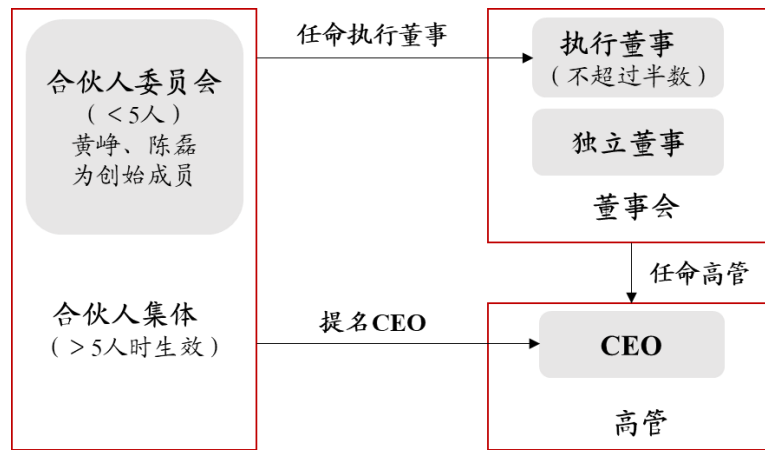 合伙人委员会
（<5人）
黄峥、陈磊
为创始成员
合伙人集体
（>5人时生效）
任命执行董事
提名CEO
执行董事
（不超过半数）
独立董事
董事会
任命高管
CEO
高管